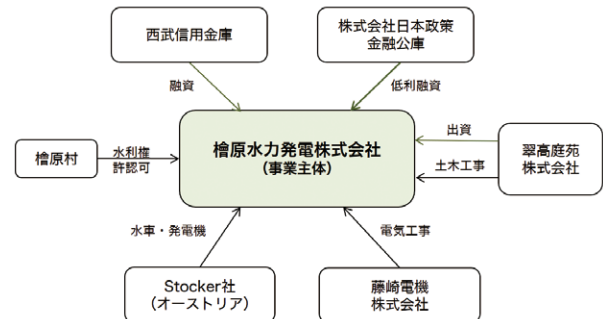 西武信用金庫
株式会社日本政策
金融公庫
融資
低利融資
檜原村
水利権
許認可
檜原水力発電株式会社
（事業主体）
出資
土木工事
翠高庭苑
株式会社
水車・発電機
電気工事
Stocker社
（オーストリア）
藤崎電機
株式会社